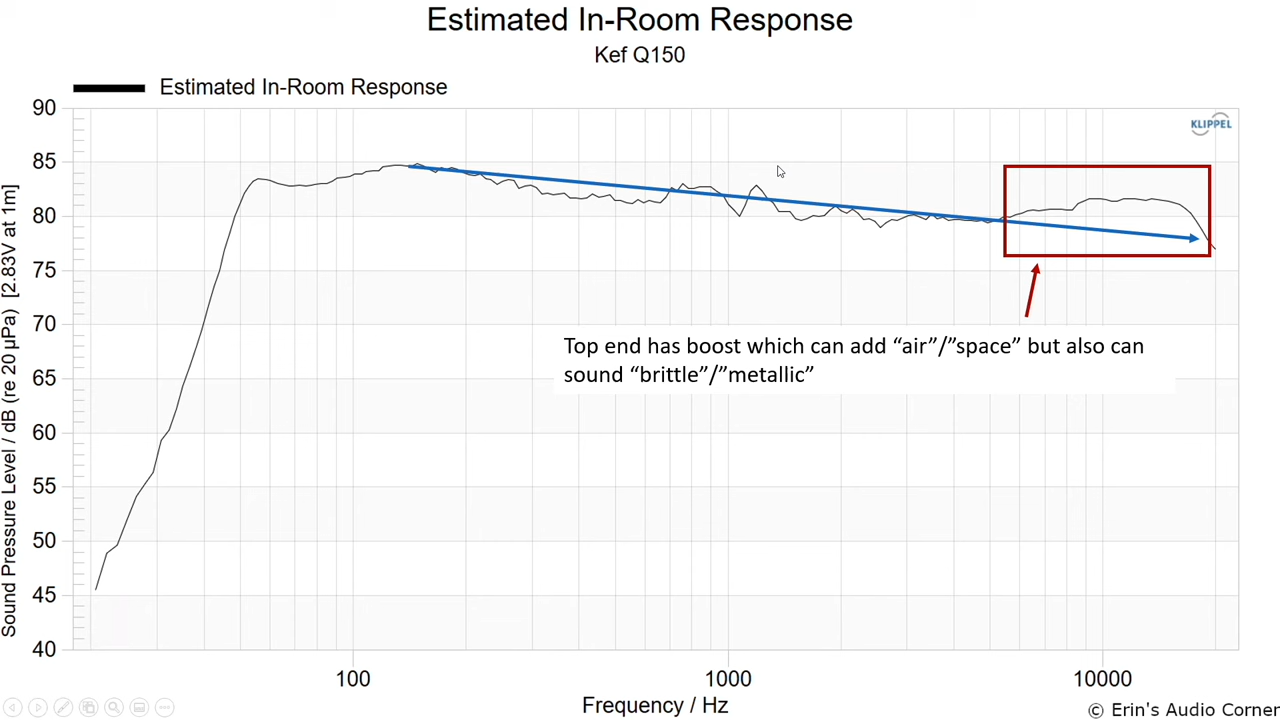 Estimated In-Room Response
Kef Q150
Estimated In-Room Response
90
KLIPPEL
85
80
75
70
Top end has boost which can add “air”/”space” but also can
sound “brittle”/”metallic”
65
60
55
50
45
40
Sound Pressure Level / dB (re 20 µPa) [2.83V at 1m]
100
1000
10000
Frequency / Hz
© Erin's Audio Corner